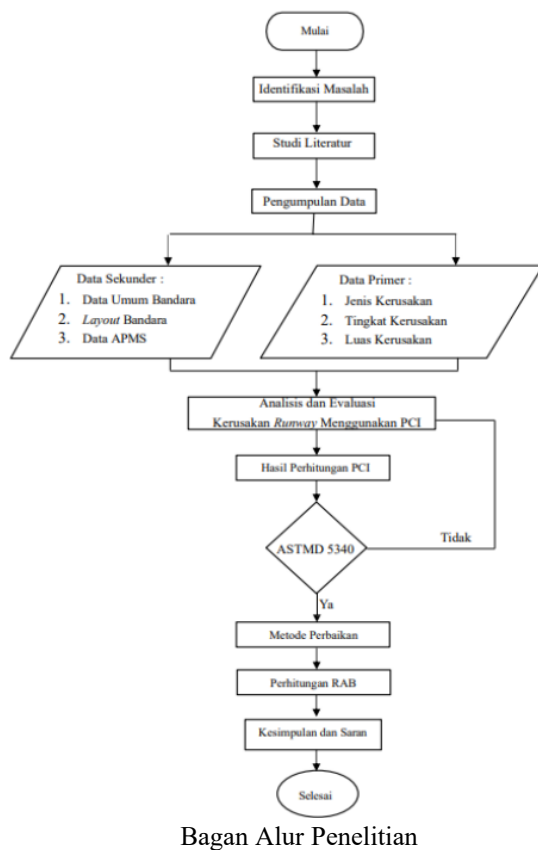 Mulai
Identifikasi Masalah
Studi Literatur
Pengumpulan Data
Data Sekunder :
1. Data Umum Bandara
2. Layout Bandara
3. Data APMS
Data Primer :
1. Jenis Kerusakan
2. Tingkat Kerusakan
3. Luas Kerusakan
Analisis dan Evaluasi
Kerusakan Runway Menggunakan PCI
Hasil Perhitungan PCI
ASTMD 5340
Tidak
Ya
Metode Perbaikan
Perhitungan RAB
Kesimpulan dan Saran
Selesai
Bagan Alur Penelitian